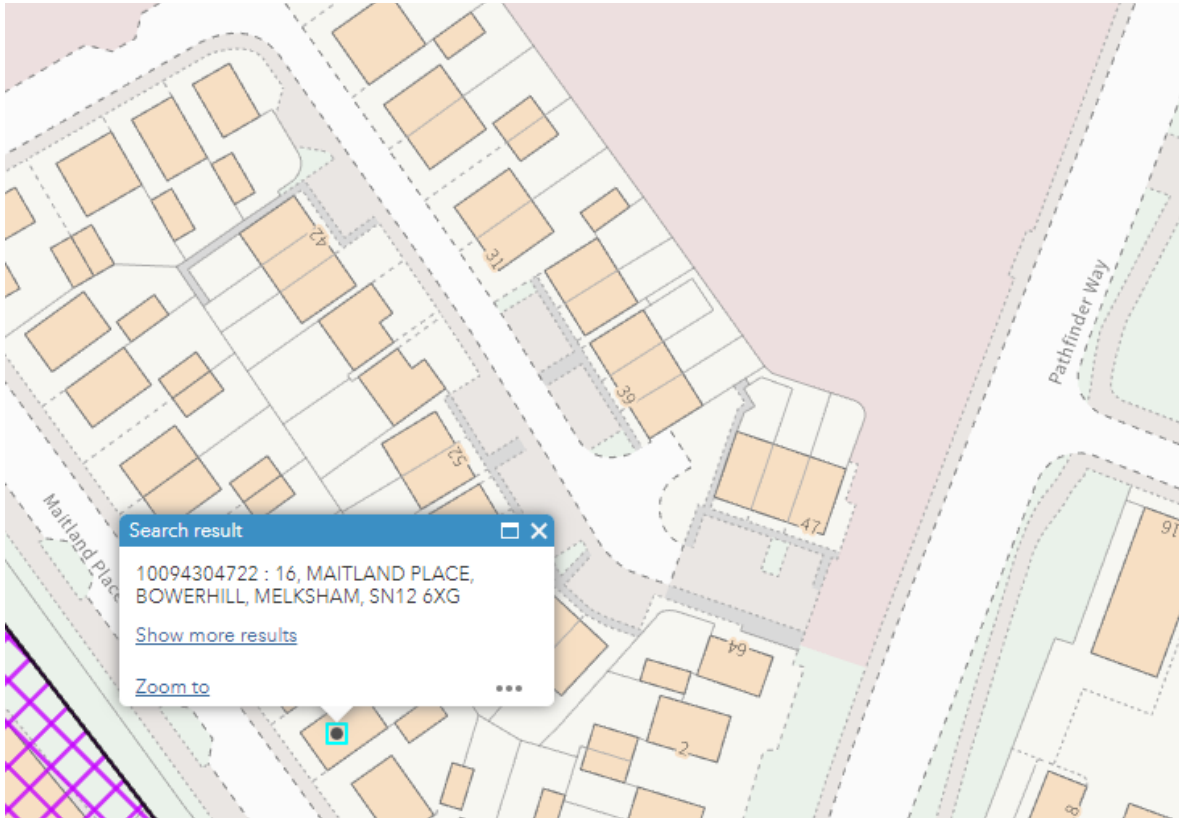 42
31
39
Pathfinder Way
52
47
16
Maitland Place
Search result
10094304722 : 16, MAITLAND PLACE,
BOWERHILL, MELKSHAM, SN12 6XG
Show more results
Zoom to
64
2
8